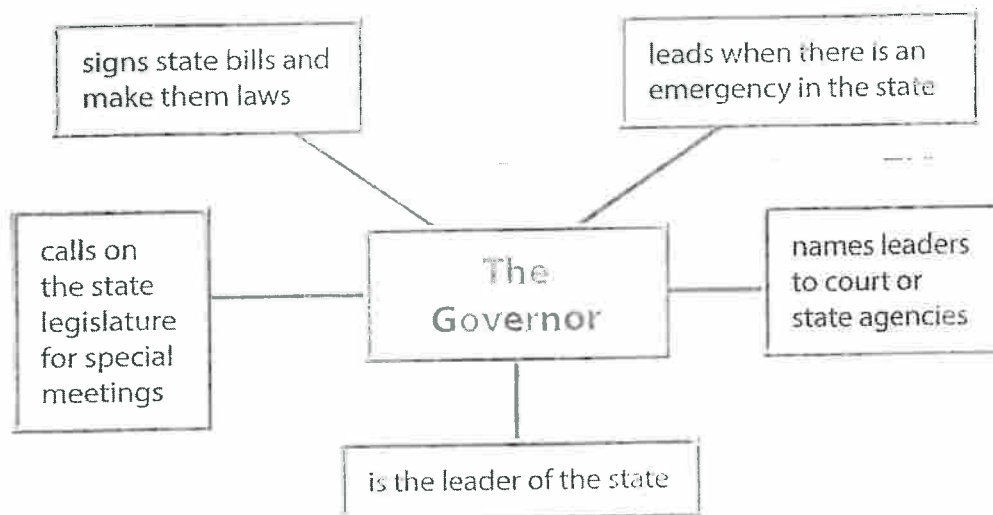 signs state bills and
make them laws
leads when there is an
emergency in the state
calls on
the state
legislature
for special
meetings
The
Governor
names leaders
to court or
state agencies
is the leader of the state